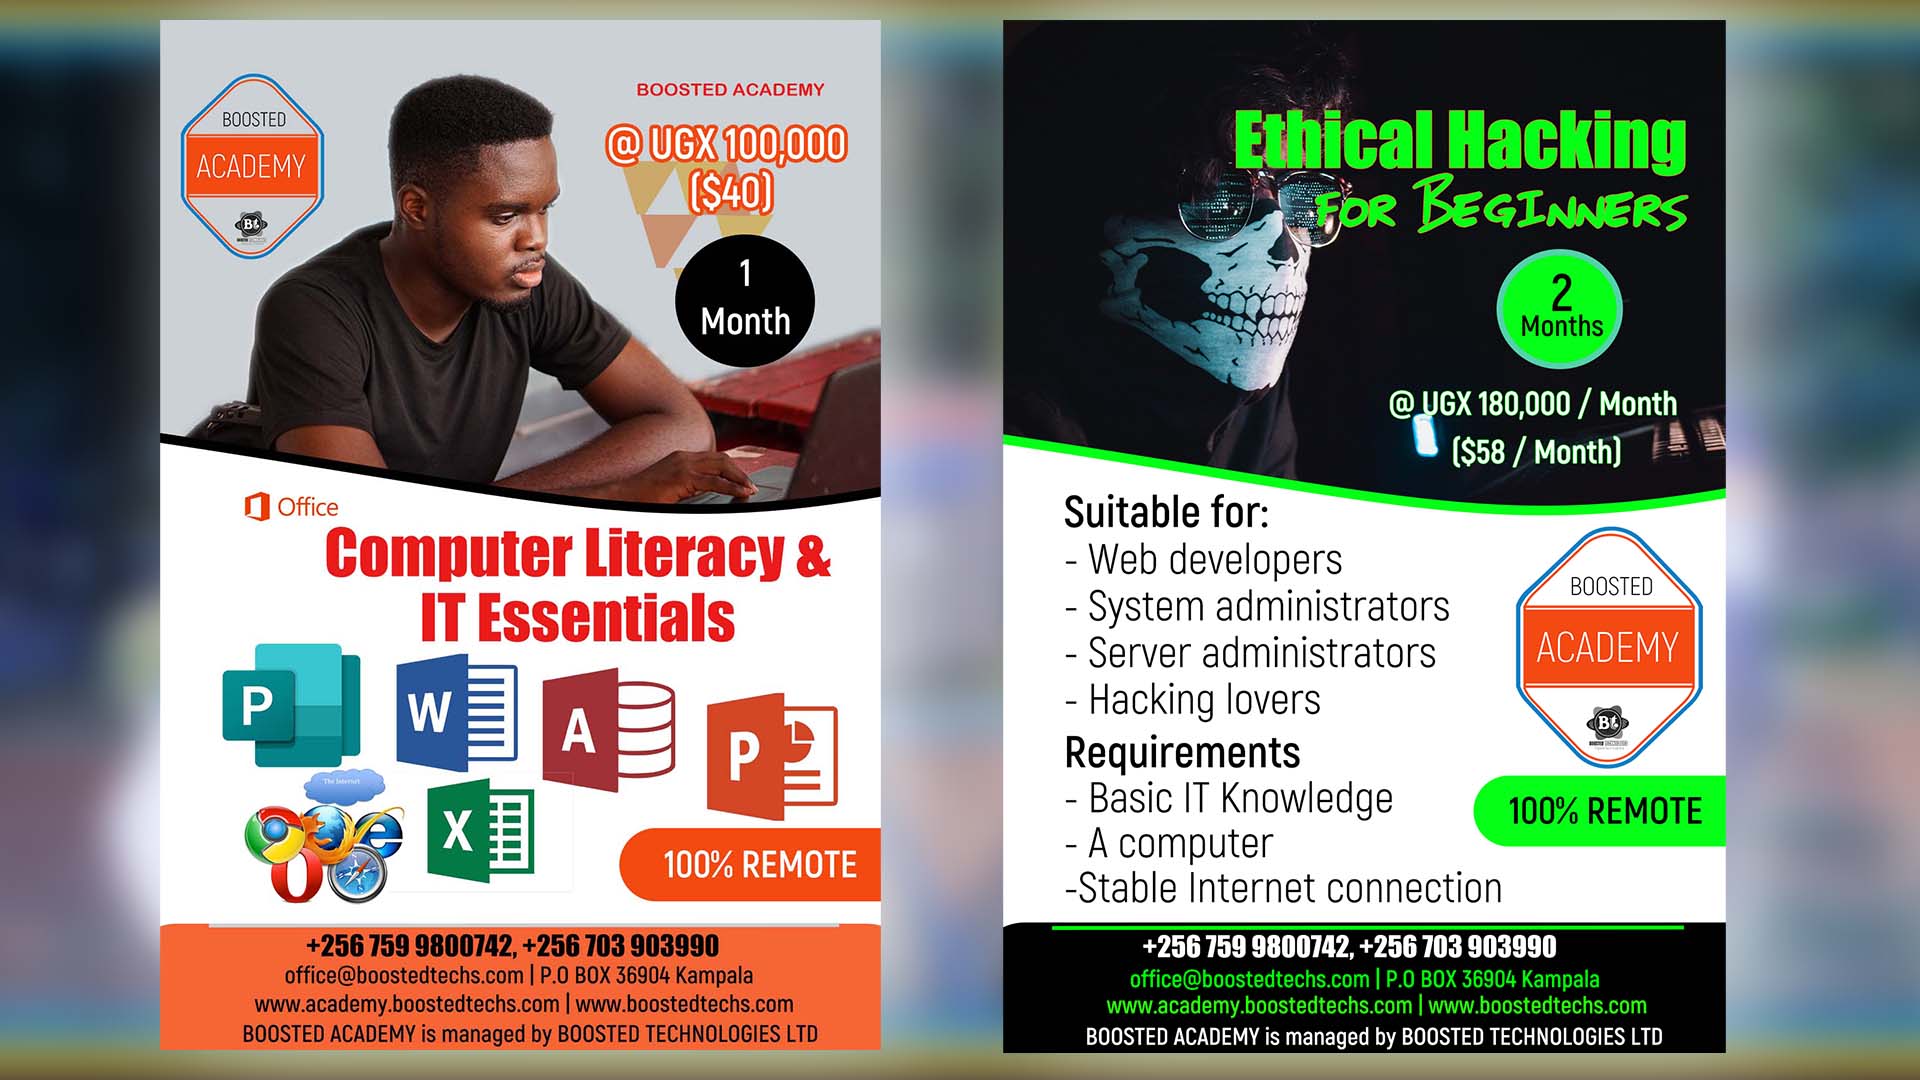 BOOSTED
ACADEMY
Bt
BOOSTED ACADEMY
@ UGX 100,000
($40)
1
Month
Office
Computer Literacy &
IT Essentials
P
W
A
P
The Internet
X
100% REMOTE
+256 759 9800742, +256 703 903990
office@boostedtechs.com | P.O BOX 36904 Kampala
www.academy.boostedtechs.com | www.boostedtechs.com
BOOSTED ACADEMY is managed by BOOSTED TECHNOLOGIES LTD
Ethical Hacking
FOR BEGINNERS
2
Months
@ UGX 180,000 / Month
($58 / Month)
Suitable for:
- Web developers
- System administrators
- Server administrators
- Hacking lovers
Requirements
- Basic IT Knowledge
- A computer
-Stable Internet connection
BOOSTED
ACADEMY
Bt
100% REMOTE
+256 759 9800742, +256 703 903990
office@boostedtechs.com | P.O BOX 36904 Kampala
www.academy.boostedtechs.com | www.boostedtechs.com
BOOSTED ACADEMY is managed by BOOSTED TECHNOLOGIES LTD